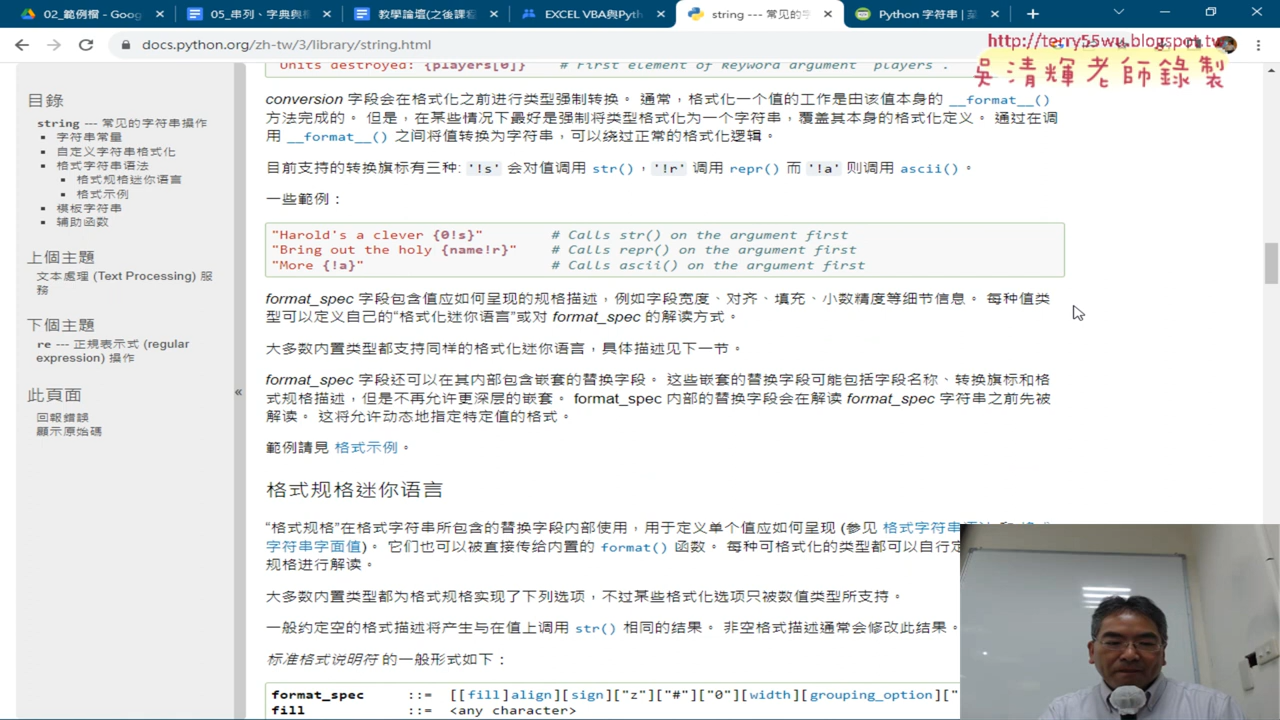 02_範例檔 - Goog
05_串列、字典與
教學論壇(之後課程
EXCEL VBA與Pyth
string --- 常见的字
Python 字符串 |
docs.python.org/zh-tw/3/library/string.html
http://terry55wu.blogspot.tw
吳清輝老師錄製
"Units destroyed: {players[0]}" # First element of keyword argument 'players'.
目錄
string --- 常见的字符串操作
字符串常量
自定义字符串格式化
格式字符串语法
格式规格迷你语言
格式示例
模板字符串
辅助函数
上個主題
文本處理 (Text Processing) 服
務
下個主題
re --- 正規表示式 (regular
expression) 操作
此頁面
回報錯誤
顯示原始碼
«
conversion 字段会在格式化之前进行类型强制转换。 通常，格式化一个值的工作是由该值本身的 __format__()
方法完成的。 但是，在某些情况下最好是强制将类型格式化为一个字符串，覆盖其本身的格式化定义。 通过在调
用 __format__() 之间将值转换为字符串，可以绕过正常的格式化逻辑。
目前支持的转换旗标有三种: '!s' 会对值调用 str()，'!r' 调用 repr() 而 '!a' 则调用 ascii()。
一些範例：
"Harold's a clever {0!s}" # Calls str() on the argument first
"Bring out the holy {name!r}" # Calls repr() on the argument first
"More {!a}" # Calls ascii() on the argument first
format_spec 字段包含值应如何呈现的规格描述，例如字段宽度、对齐、填充、小数精度等细节信息。 每种值类
型可以定义自己的“格式化迷你语言”或对 format_spec 的解读方式。
大多数内置类型都支持同样的格式化迷你语言，具体描述见下一节。
format_spec 字段还可以在其内部包含嵌套的替换字段。 这些嵌套的替换字段可能包括字段名称、转换旗标和格
式规格描述，但是不再允许更深层的嵌套。 format_spec 内部的替换字段会在解读 format_spec 字符串之前先被
解读。 这将允许动态地指定特定值的格式。
範例請見 格式示例。
格式规格迷你语言
“格式规格”在格式字符串所包含的替换字段内部使用，用于定义单个值应如何呈现 (参见 格式字符串语法 和
字符串字面值)。 它们也可以被直接传给内置的 format() 函数。 每种可格式化的类型都可以自行定
规格进行解读。
大多数内置类型都为格式规格实现了下列选项，不过某些格式化选项只被数值类型所支持。
一般约定空的格式描述将产生与在值上调用 str() 相同的结果。 非空格式描述通常会修改此结果。
标准格式说明符 的一般形式如下：
format_spec ::= [[fill]align][sign]["z"]["#"]["0"][width][grouping_option]["
fill ::= <any character>